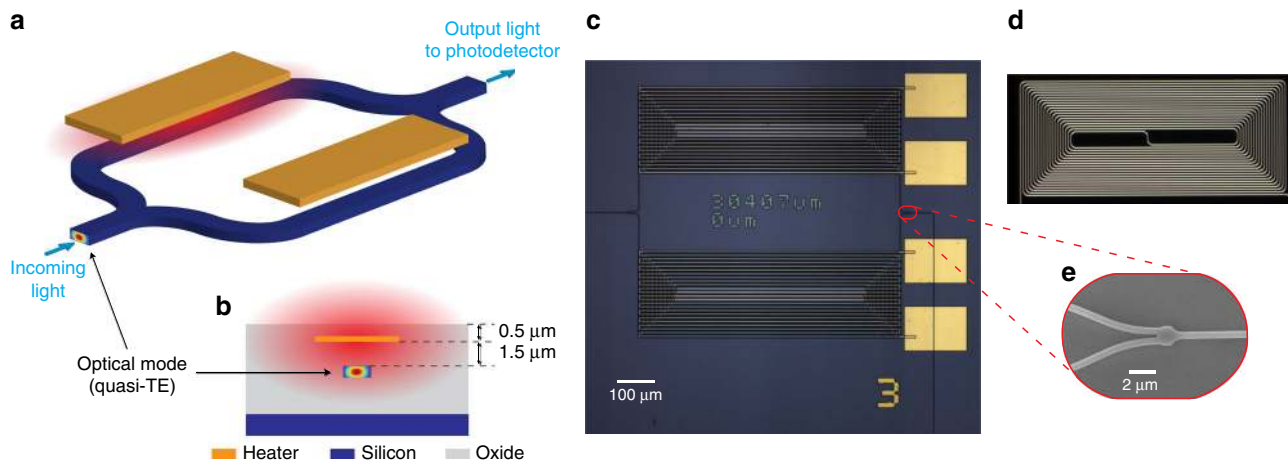 a
Output light
to photodetector
Incoming
light
b
0.5 μm
1.5 μm
Optical mode
(quasi-TE)
Heater
Silicon
Oxide
c
30407um
0um
100 μm
3
d
e
2 μm